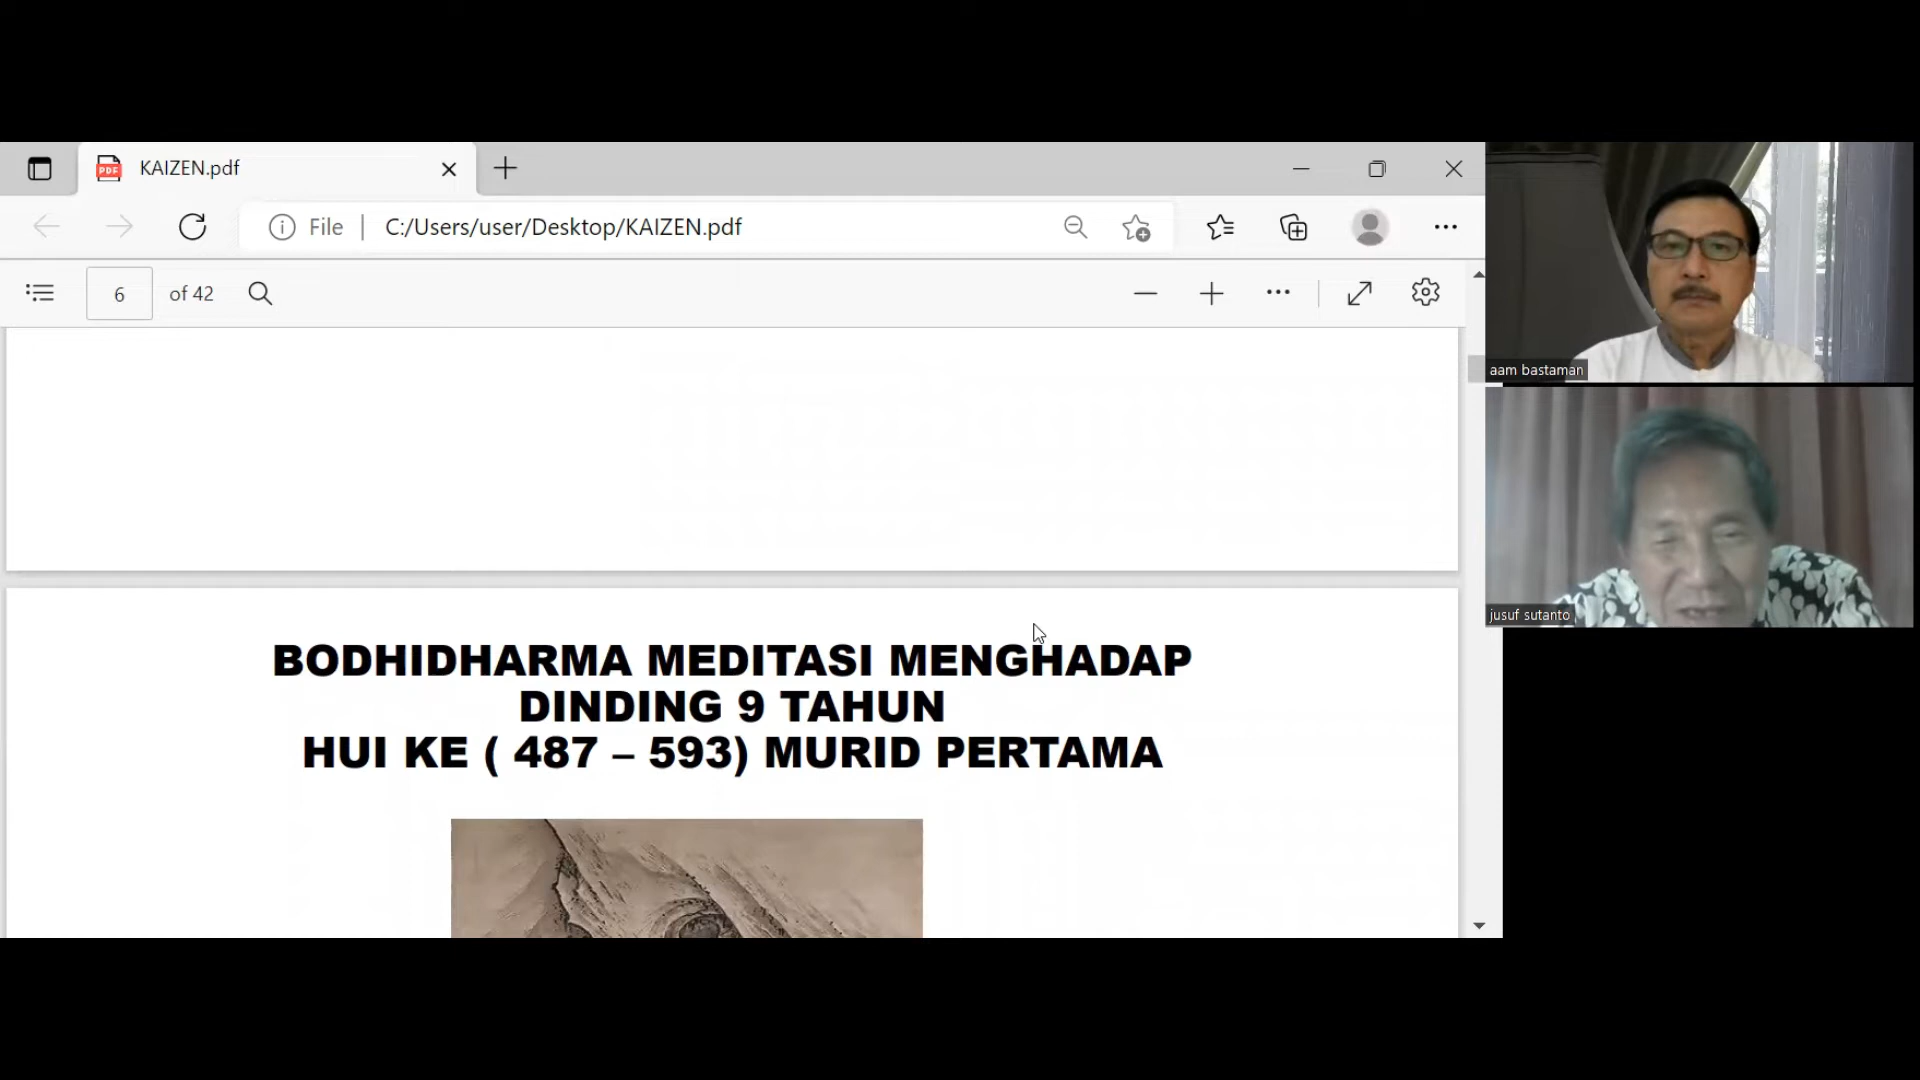 KAIZEN.pdf
File
C:/Users/user/Desktop/KAIZEN.pdf
6 of 42
aam bastaman
jusuf sutanto
BODHIDHARMA MEDITASI MENGHADAP
DINDING 9 TAHUN
HUI KE ( 487 – 593) MURID PERTAMA